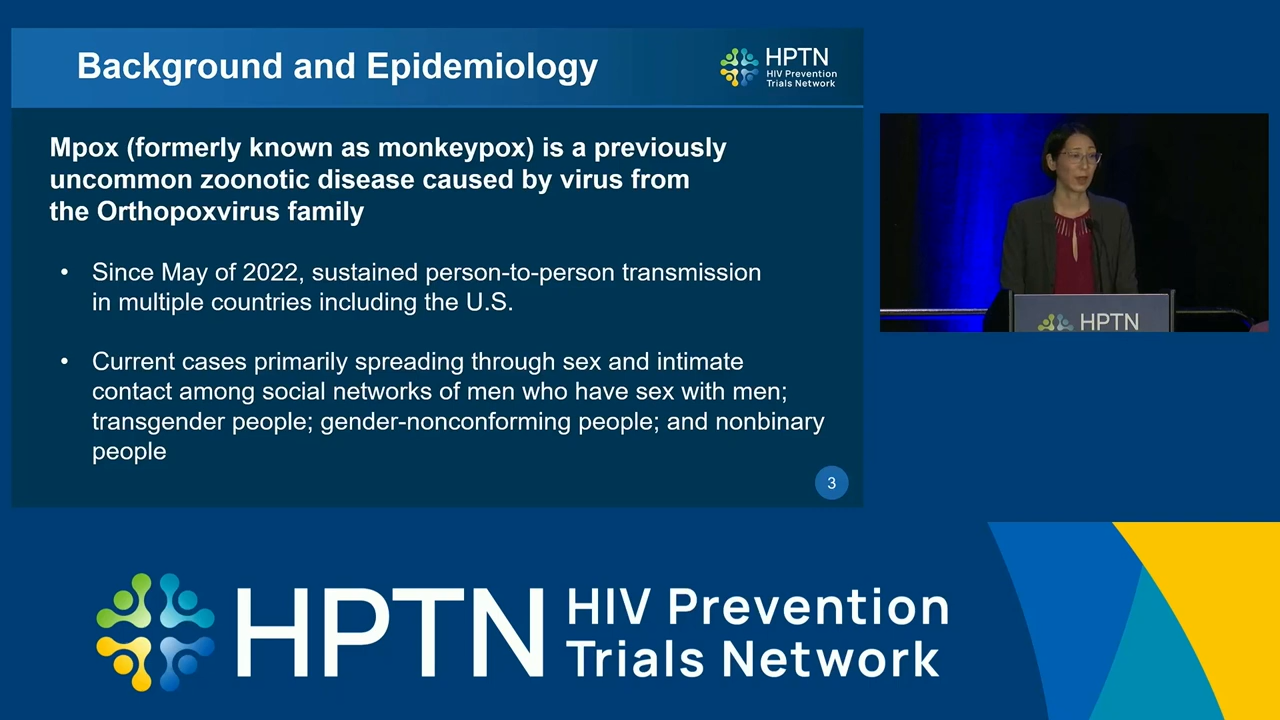 Background and Epidemiology
HPTN
HIV Prevention
Trials Network
Mpox (formerly known as monkeypox) is a previously
uncommon zoonotic disease caused by virus from
the Orthopoxvirus family
• Since May of 2022, sustained person-to-person transmission
in multiple countries including the U.S.
• Current cases primarily spreading through sex and intimate
contact among social networks of men who have sex with men;
transgender people; gender-nonconforming people; and nonbinary
people
3
HPTN
HPTN
HIV Prevention
Trials Network